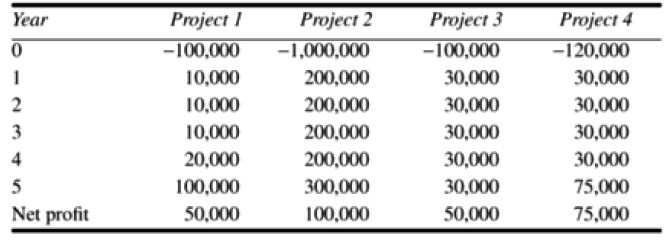 Year Project 1 Project 2 Project 3 Project 4
0 −100,000 −1,000,000 −100,000 −120,000
1 10,000 200,000 30,000 30,000
2 10,000 200,000 30,000 30,000
3 10,000 200,000 30,000 30,000
4 20,000 200,000 30,000 30,000
5 100,000 300,000 30,000 75,000
Net profit 50,000 100,000 50,000 75,000